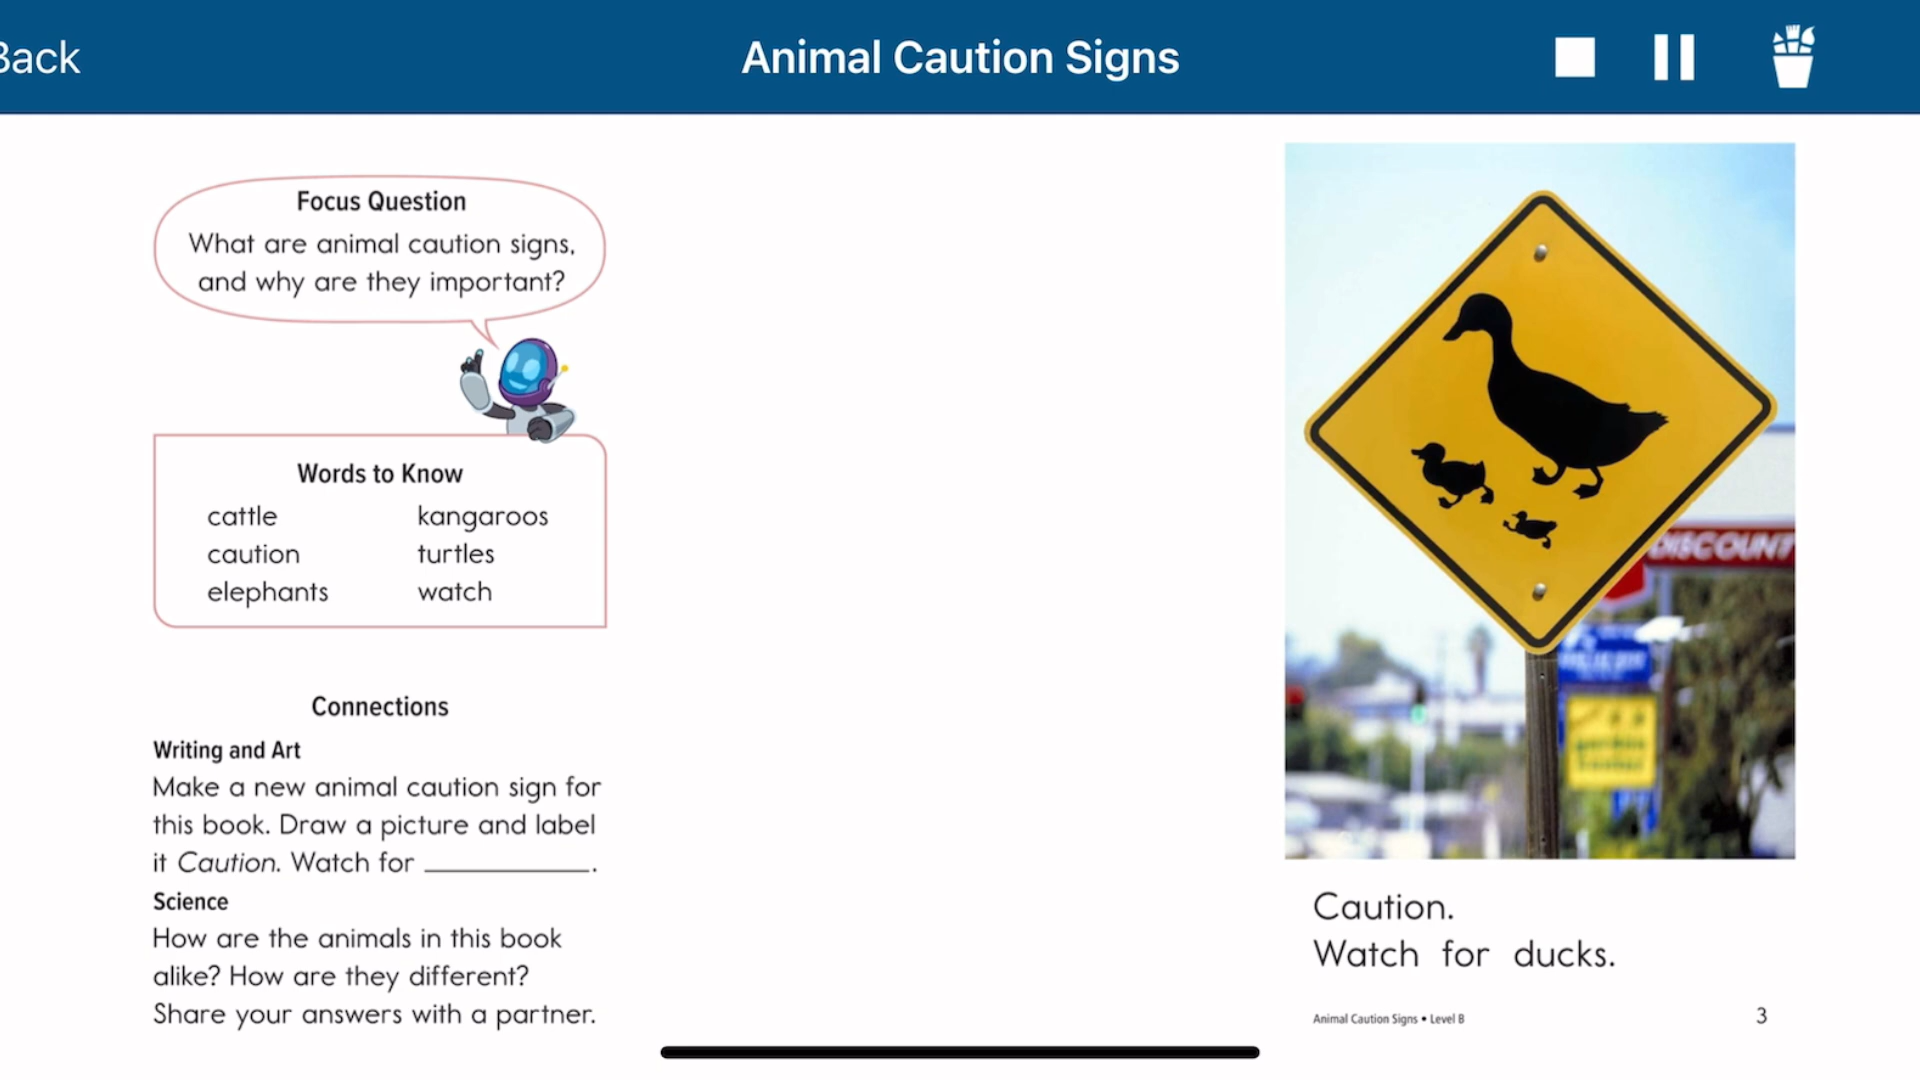 Back
Animal Caution Signs
Focus Question
What are animal caution signs,
and why are they important?
Words to Know
cattle
caution
elephants
kangaroos
turtles
watch
Connections
Writing and Art
Make a new animal caution sign for
this book. Draw a picture and label
it Caution. Watch for ____________.
Science
How are the animals in this book
alike? How are they different?
Share your answers with a partner.
DISCOUNT
Caution.
Watch for ducks.
Animal Caution Signs • Level B
3